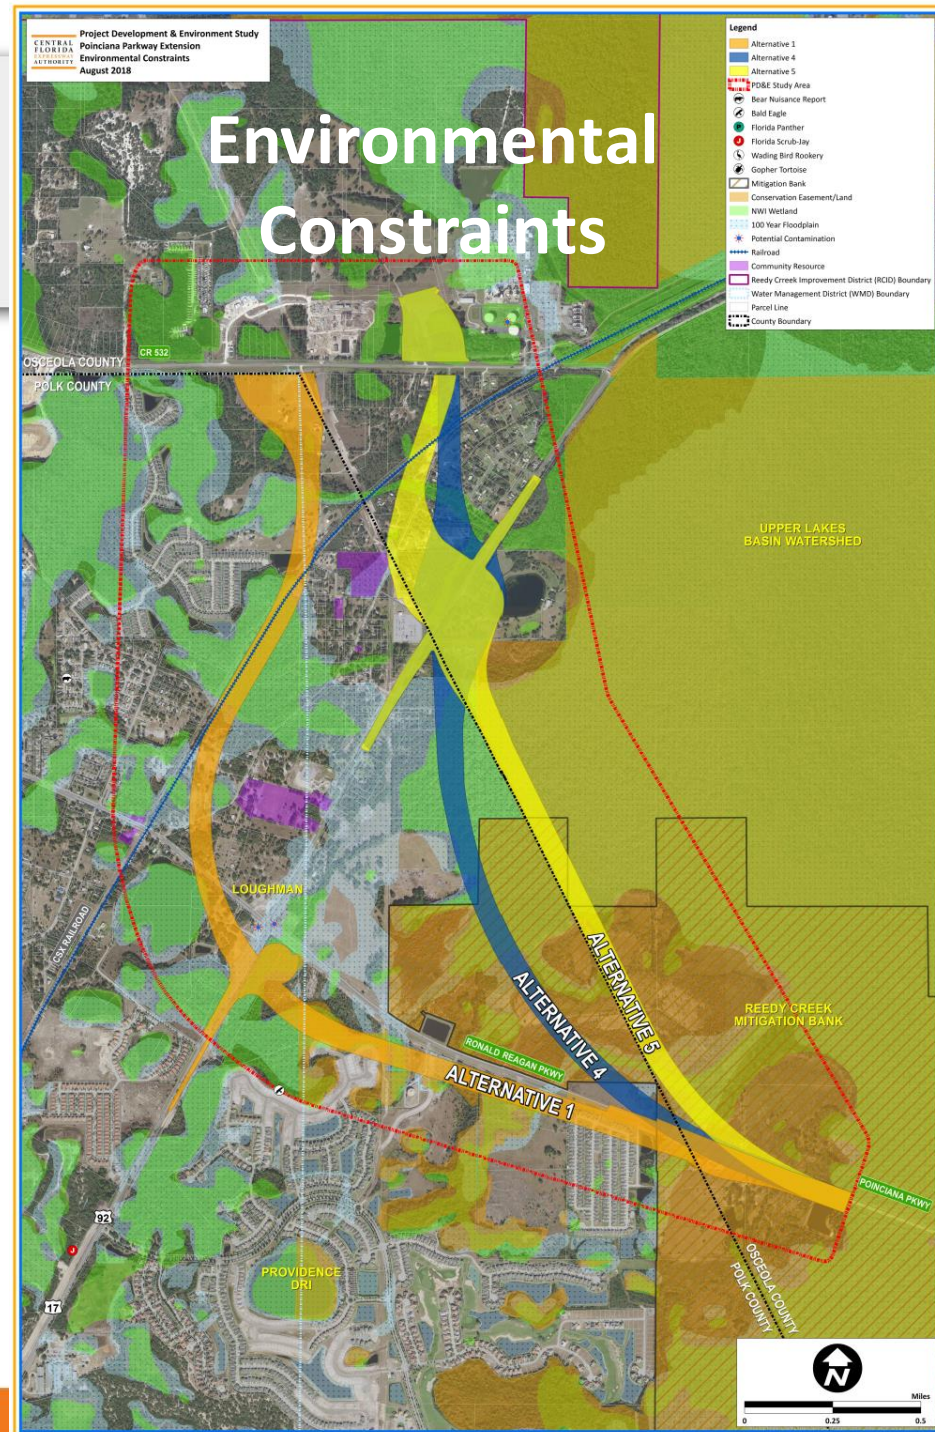 CENTRAL
FLORIDA
EXPRESSWAY
AUTHORITY
Project Development & Environment Study
Poinciana Parkway Extension
Environmental Constraints
August 2018
Environmental
Constraints
Legend
Alternative 1
Alternative 4
Alternative 5
PD&E Study Area
Bear Nuisance Report
Bald Eagle
P Florida Panther
J Florida Scrub-Jay
Wading Bird Rookery
Gopher Tortoise
Mitigation Bank
Conservation Easement/Land
NWI Wetland
100 Year Floodplain
Potential Contamination
Railroad
Community Resource
Reedy Crreek Improvement District (RCID) Boundary
Water Management District (WMD) Boundary
Parcel Line
County Boundary
CR 532
OSCEOLA COUNTY
POLK COUNTY
UPPER LAKES
BASIN WATERSHED
LOUGHMAN
CSX RAILROAD
ALTERNATIVE 5
ALTERNATIVE 4
REEDY CREEK
MITIGATION BANK
RONALD REAGAN PKWY
ALTERNATIVE 1
POINCIANA PKWY
92
J
17
PROVIDENCE
DRI
OSCEOLA COUNTY
POLK COUNTY
N
Miles
0 0.25 0.5